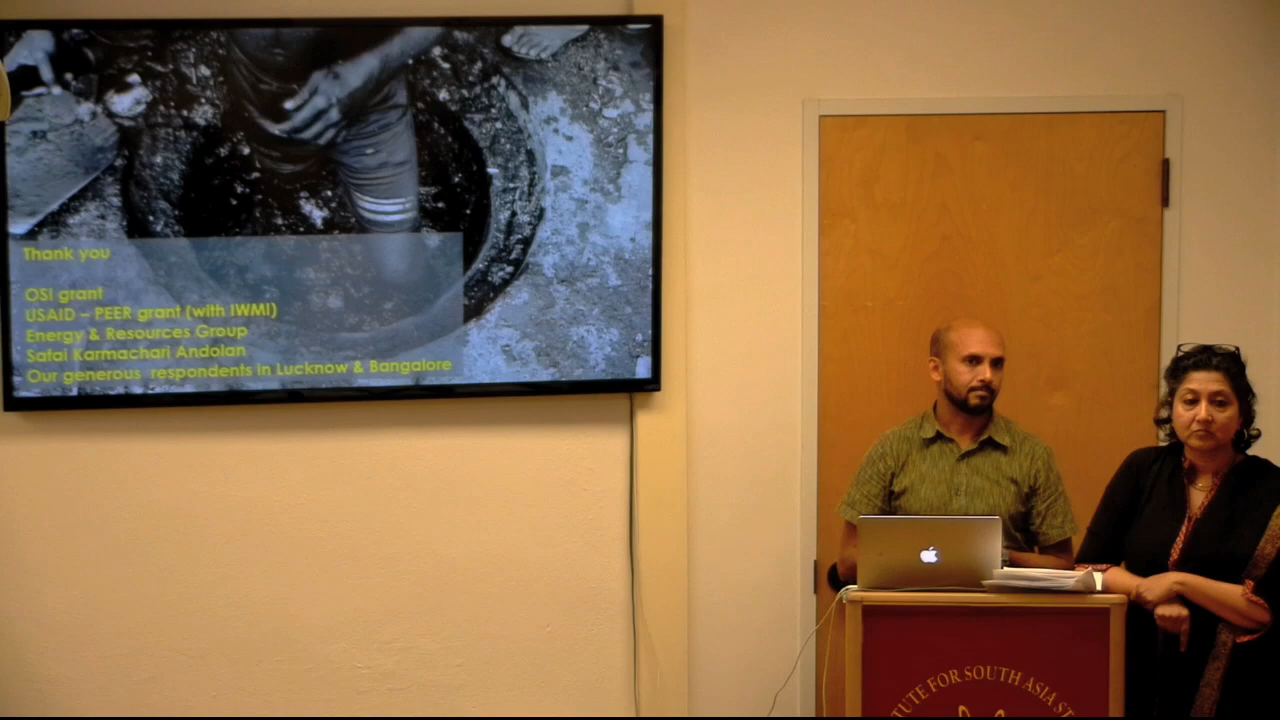 Thank you
OSI grant
USAID – PEER grant (with IWMI)
Energy & Resources Group
Safai Karmachari Andolan
Our generous respondents in Lucknow & Bangalore
TUTE FOR SOUTH ASIA ST